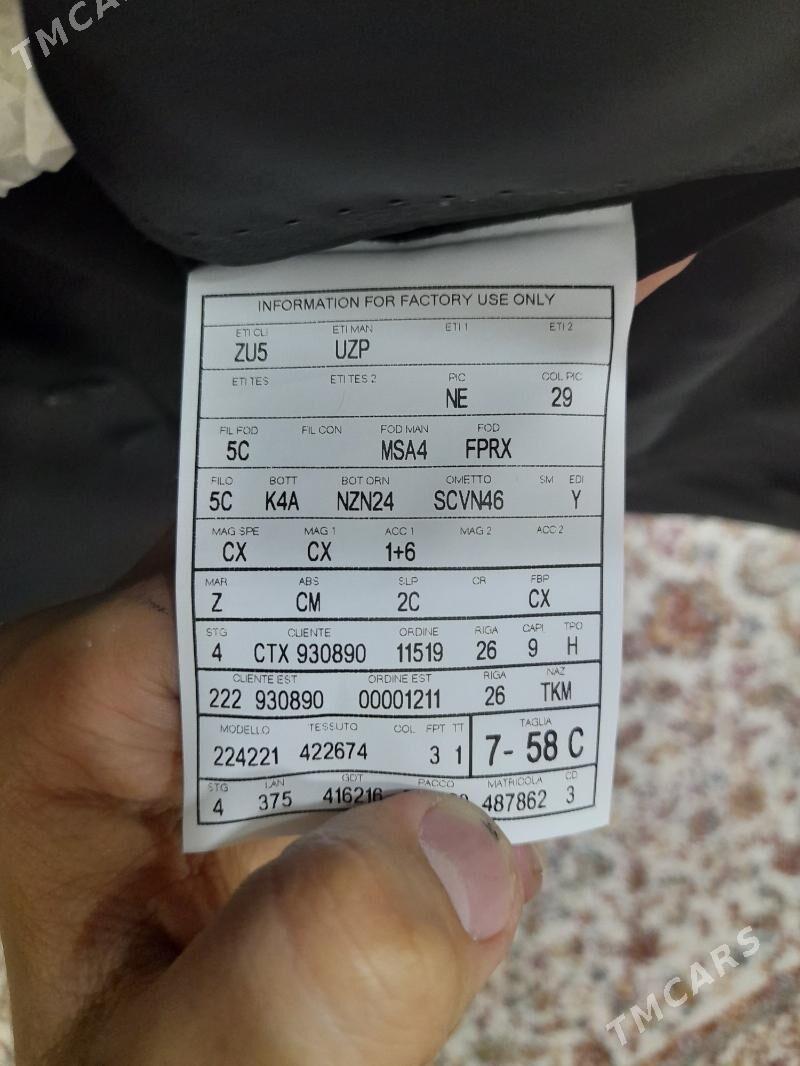 TMCARS
INFORMATION FOR FACTORY USE ONLY
ETI CLI ETI MAN ETI 1 ETI 2
ZU5 UZP
ETI TES ETI TES 2 PIC COL PIC
NE 29
FIL FOD FIL CON FOD MAN FOD
5C MSA4 FPRX
FILO BOTT BOT ORN OMETTO SM EDI
5C K4A NZN24 SCVN46 Y
MAG SPE MAG 1 ACC 1 MAG 2 ACC 2
CX CX 1+6
MAR ABS SLP CR FBP
Z CM 2C CX
STG CLIENTE ORDINE RIGA CAPI TPO
4 CTX 930890 11519 26 9 H
CLIENTE EST ORDINE EST RIGA NAZ
222 930890 00001211 26 TKM
MODELLO TESSUTO COL FPT TT TAGLIA
224221 422674 3 1 7- 58 C
STG LAN GDT PACCO MATRICOLA CD
4 375 416216 487862 3
TMCARS